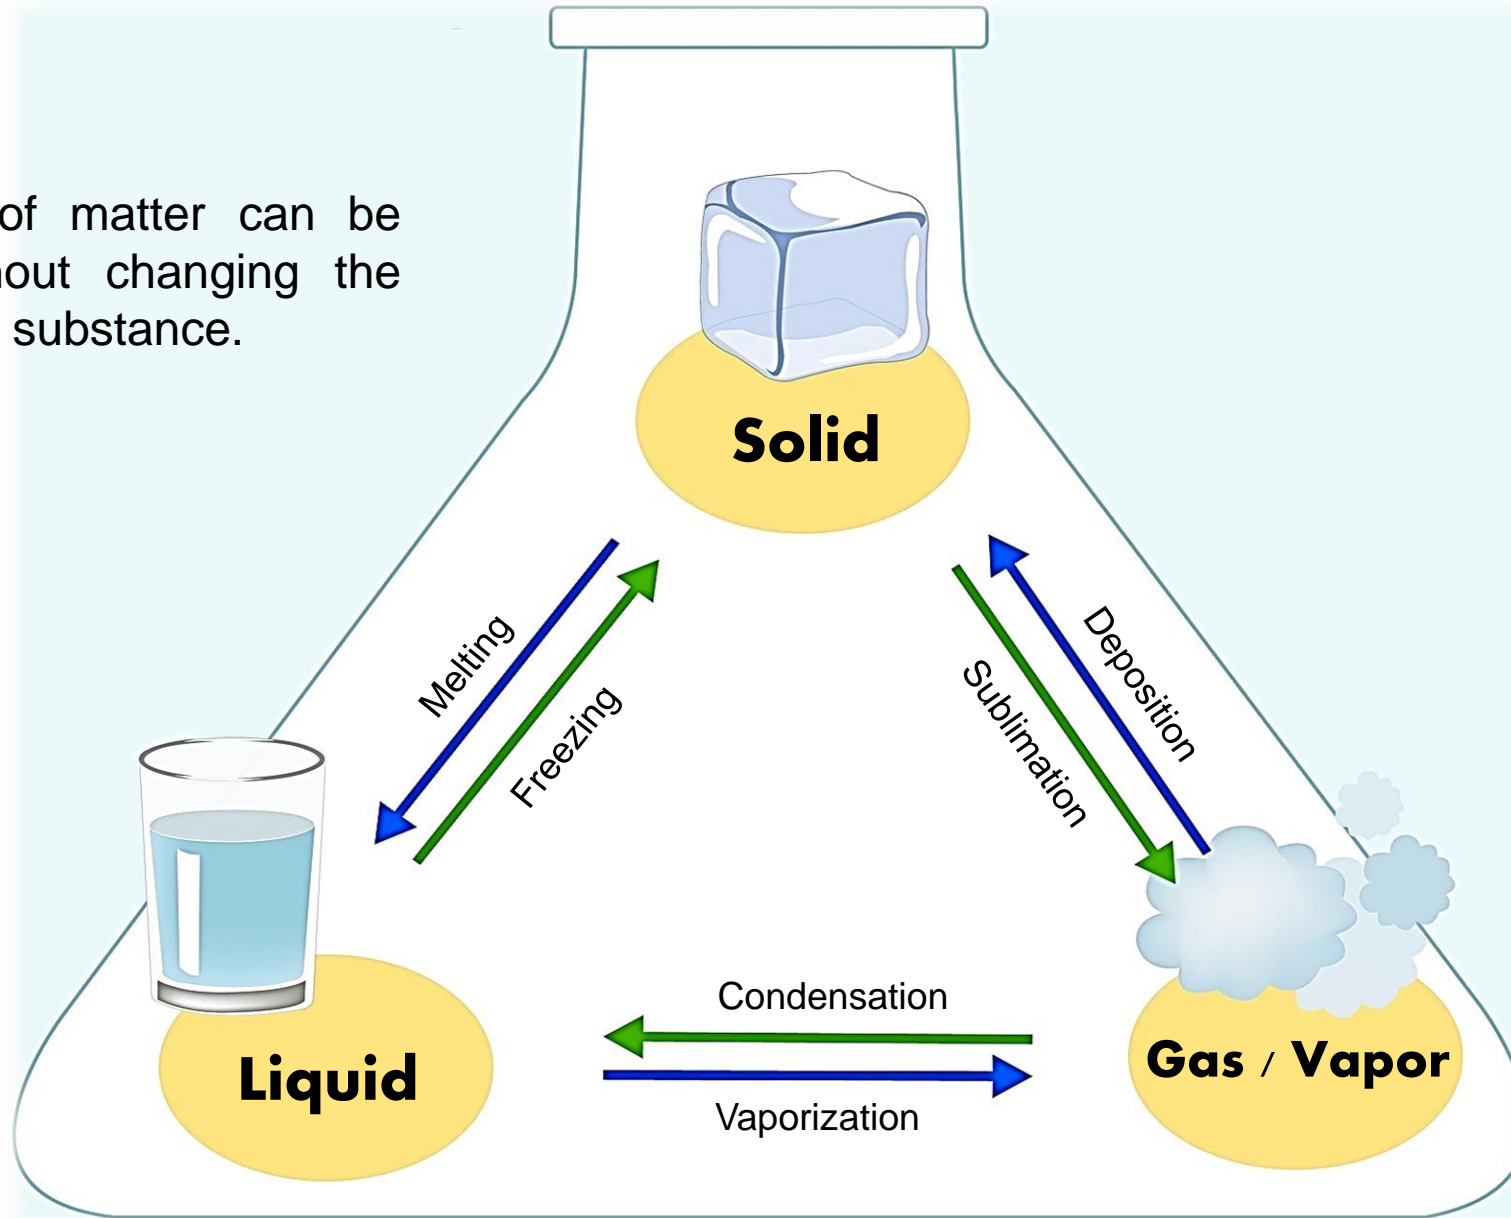 of matter can be
out changing the
substance.
Solid
Melting
Freezing
Deposition
Sublimation
Condensation
Vaporization
Liquid
Gas / Vapor